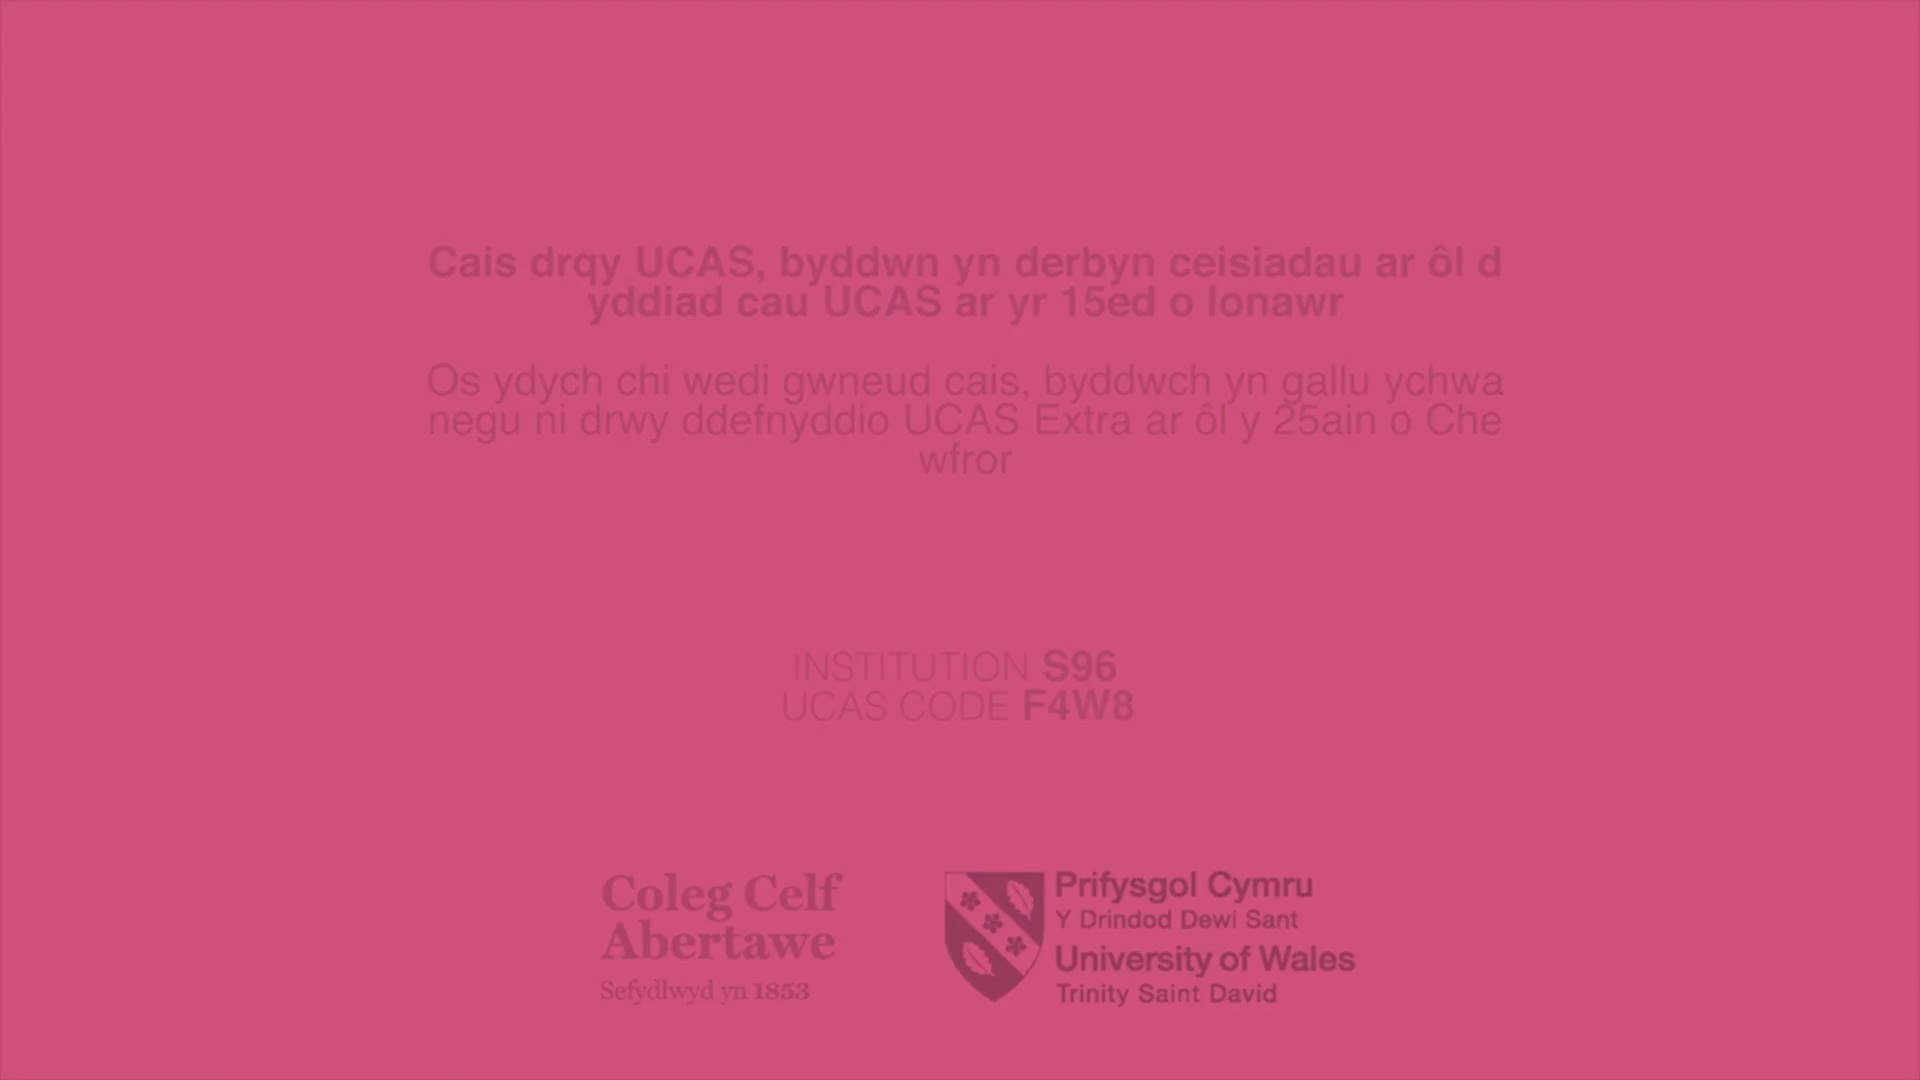 Cais drqy UCAS, byddwn yn derbyn ceisiadau ar ôl d
yddiad cau UCAS ar yr 15ed o Ionawr
Os ydych chi wedi gwneud cais, byddwch yn gallu ychwa
negu ni drwy ddefnyddio UCAS Extra ar ôl y 25ain o Che
wfror
INSTITUTION S96
UCAS CODE F4W8
Coleg Celf
Abertawe
Sefydlwyd yn 1853
Prifysgol Cymru
Y Drindod Dewi Sant
University of Wales
Trinity Saint David